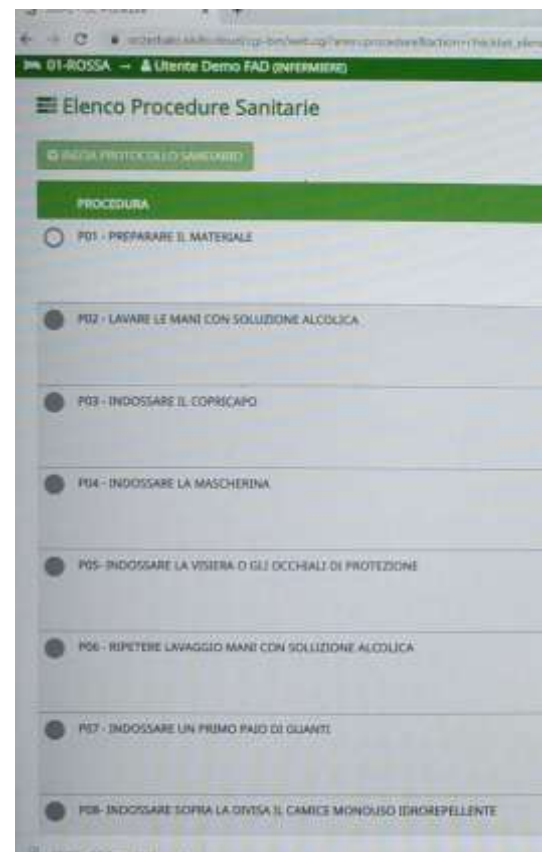 01-ROSSA → Utente Demo FAD (INFERMIERE)
Elenco Procedure Sanitarie
INIZIA PROTOCOLLO SANITARIO
PROCEDURA
P01 - PREPARARE IL MATERIALE
P02 - LAVARE LE MANI CON SOLUZIONE ALCOLICA
P03 - INDOSSARE IL COPRICAPO
P04 - INDOSSARE LA MASCHERINA
P05- INDOSSARE LA VISIERA O GLI OCCHIALI DI PROTEZIONE
P06 - RIPETERE LAVAGGIO MANI CON SOLUZIONE ALCOLICA
P07 - INDOSSARE UN PRIMO PAIO DI GUANTI
P08- INDOSSARE SOPRA LA DIVISA IL CAMICE MONOUSO IDROREPELLENTE